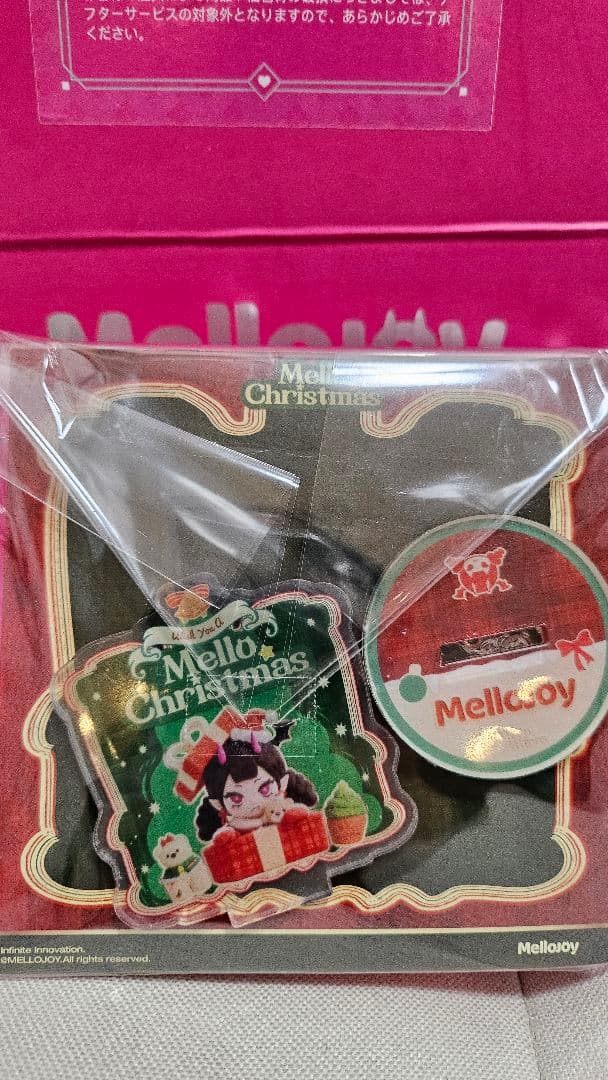 フターサービスの対象外となりますので、あらかじめご了承
ください。
Mellojoy
Mello
Christmas
Wish You A
Mello
Christmas
Mellojoy
Infinite Innovation.
©MELLOJOY.All rights reserved.
Mellojoy